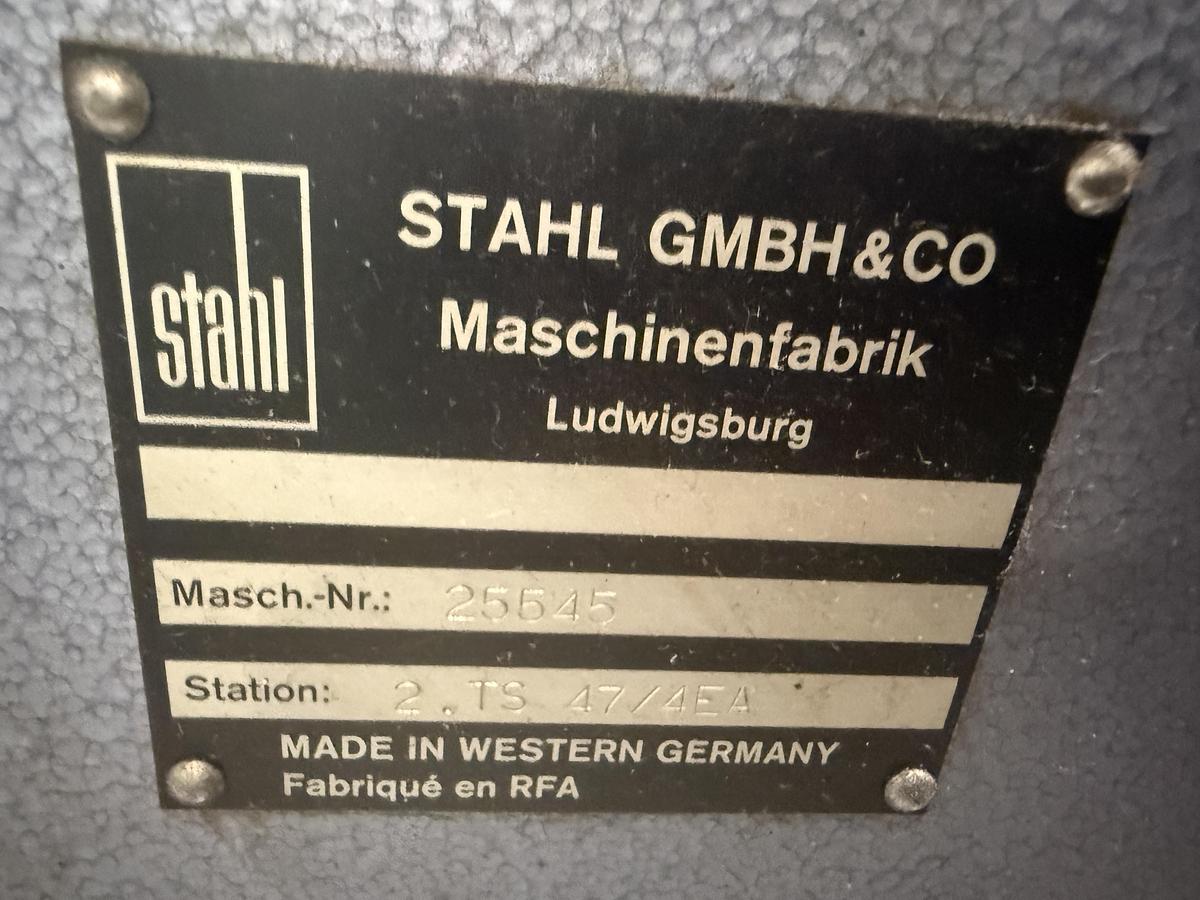 stahl
STAHL GMBH & CO
Maschinenfabrik
Ludwigsburg
Masch.-Nr.: 25545
Station: 2.TS 47/4EA
MADE IN WESTERN GERMANY
Fabriqué en RFA